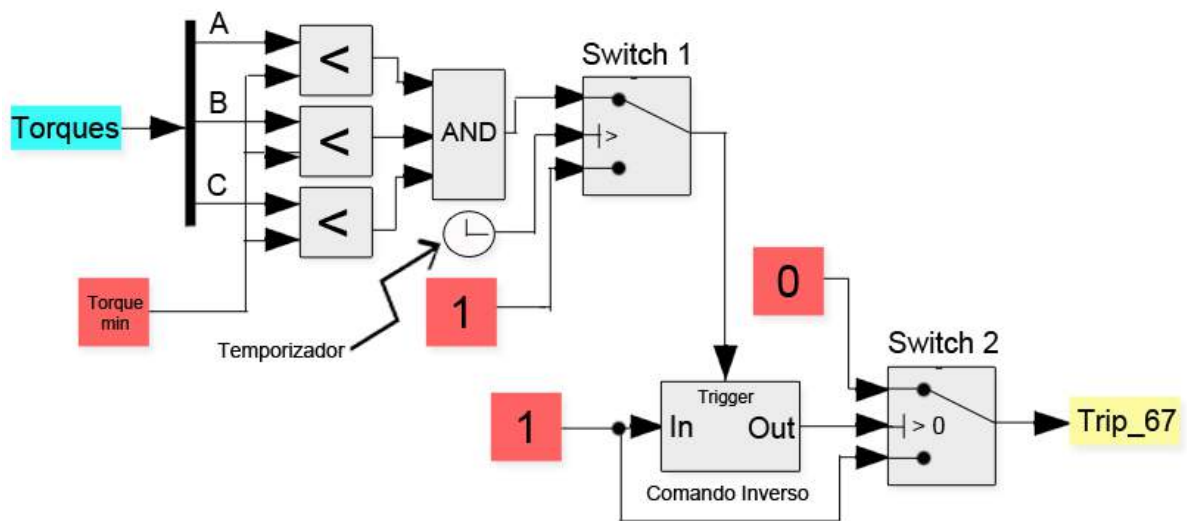 A
Switch 1
<
B
Torques
AND
<
>
C
<
Torque
min
1
0
Temporizador
Switch 2
Trigger
1
In
Out
> 0
Trip_67
Comando Inverso